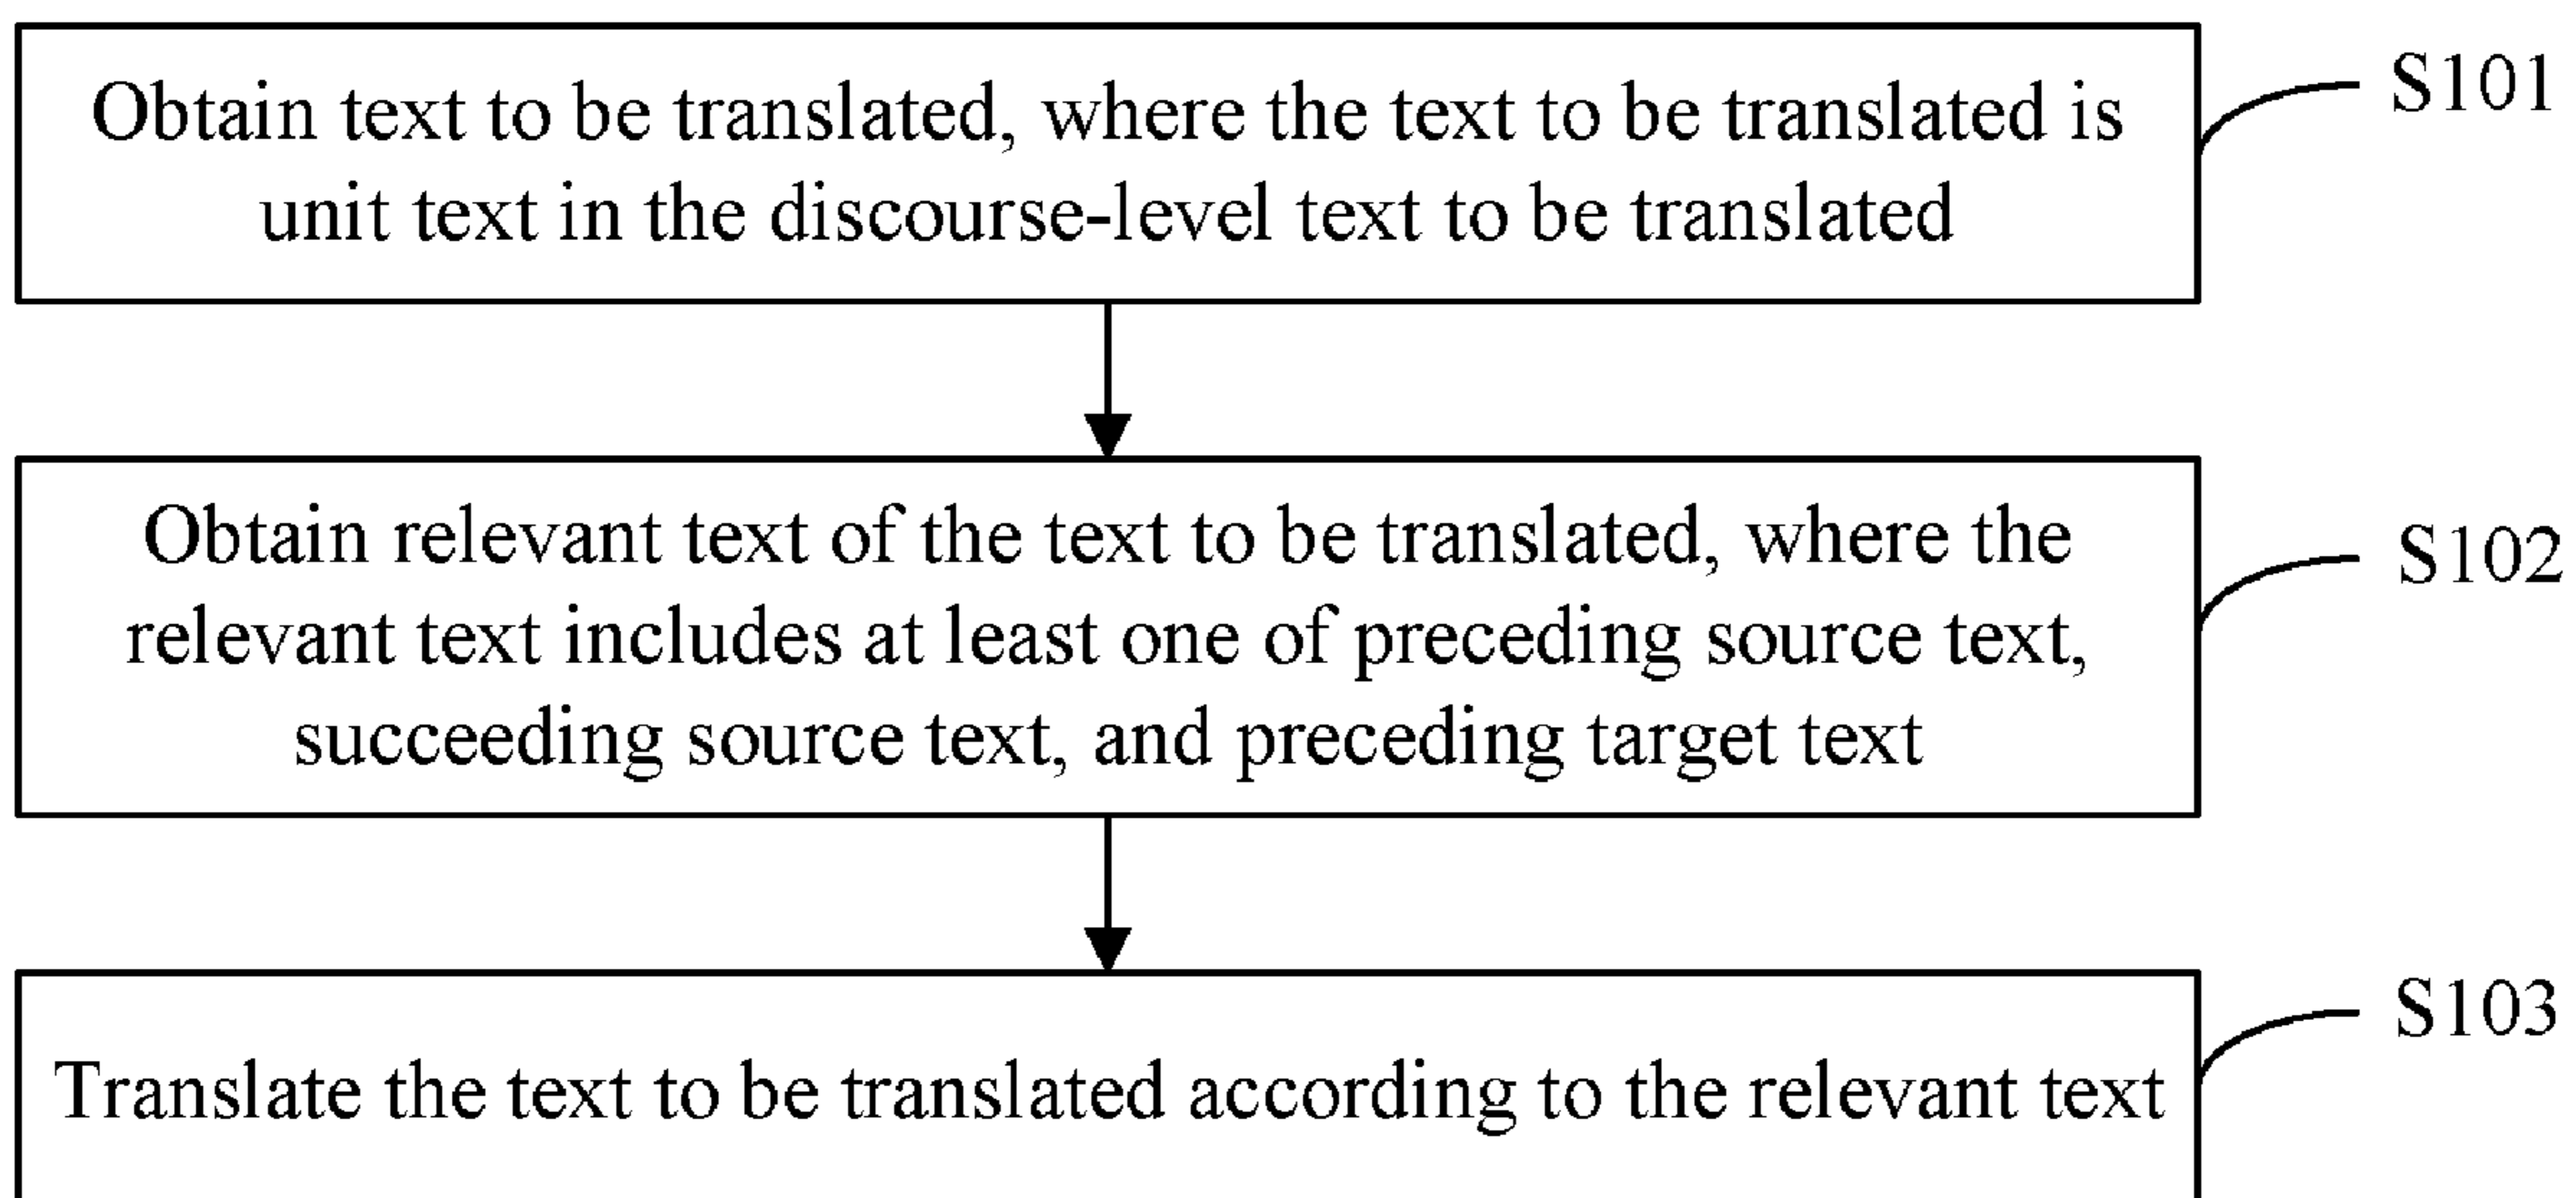 Obtain text to be translated, where the text to be translated is
unit text in the discourse-level text to be translated
S101
Obtain relevant text of the text to be translated, where the
relevant text includes at least one of preceding source text,
succeeding source text, and preceding target text
S102
Translate the text to be translated according to the relevant text
S103